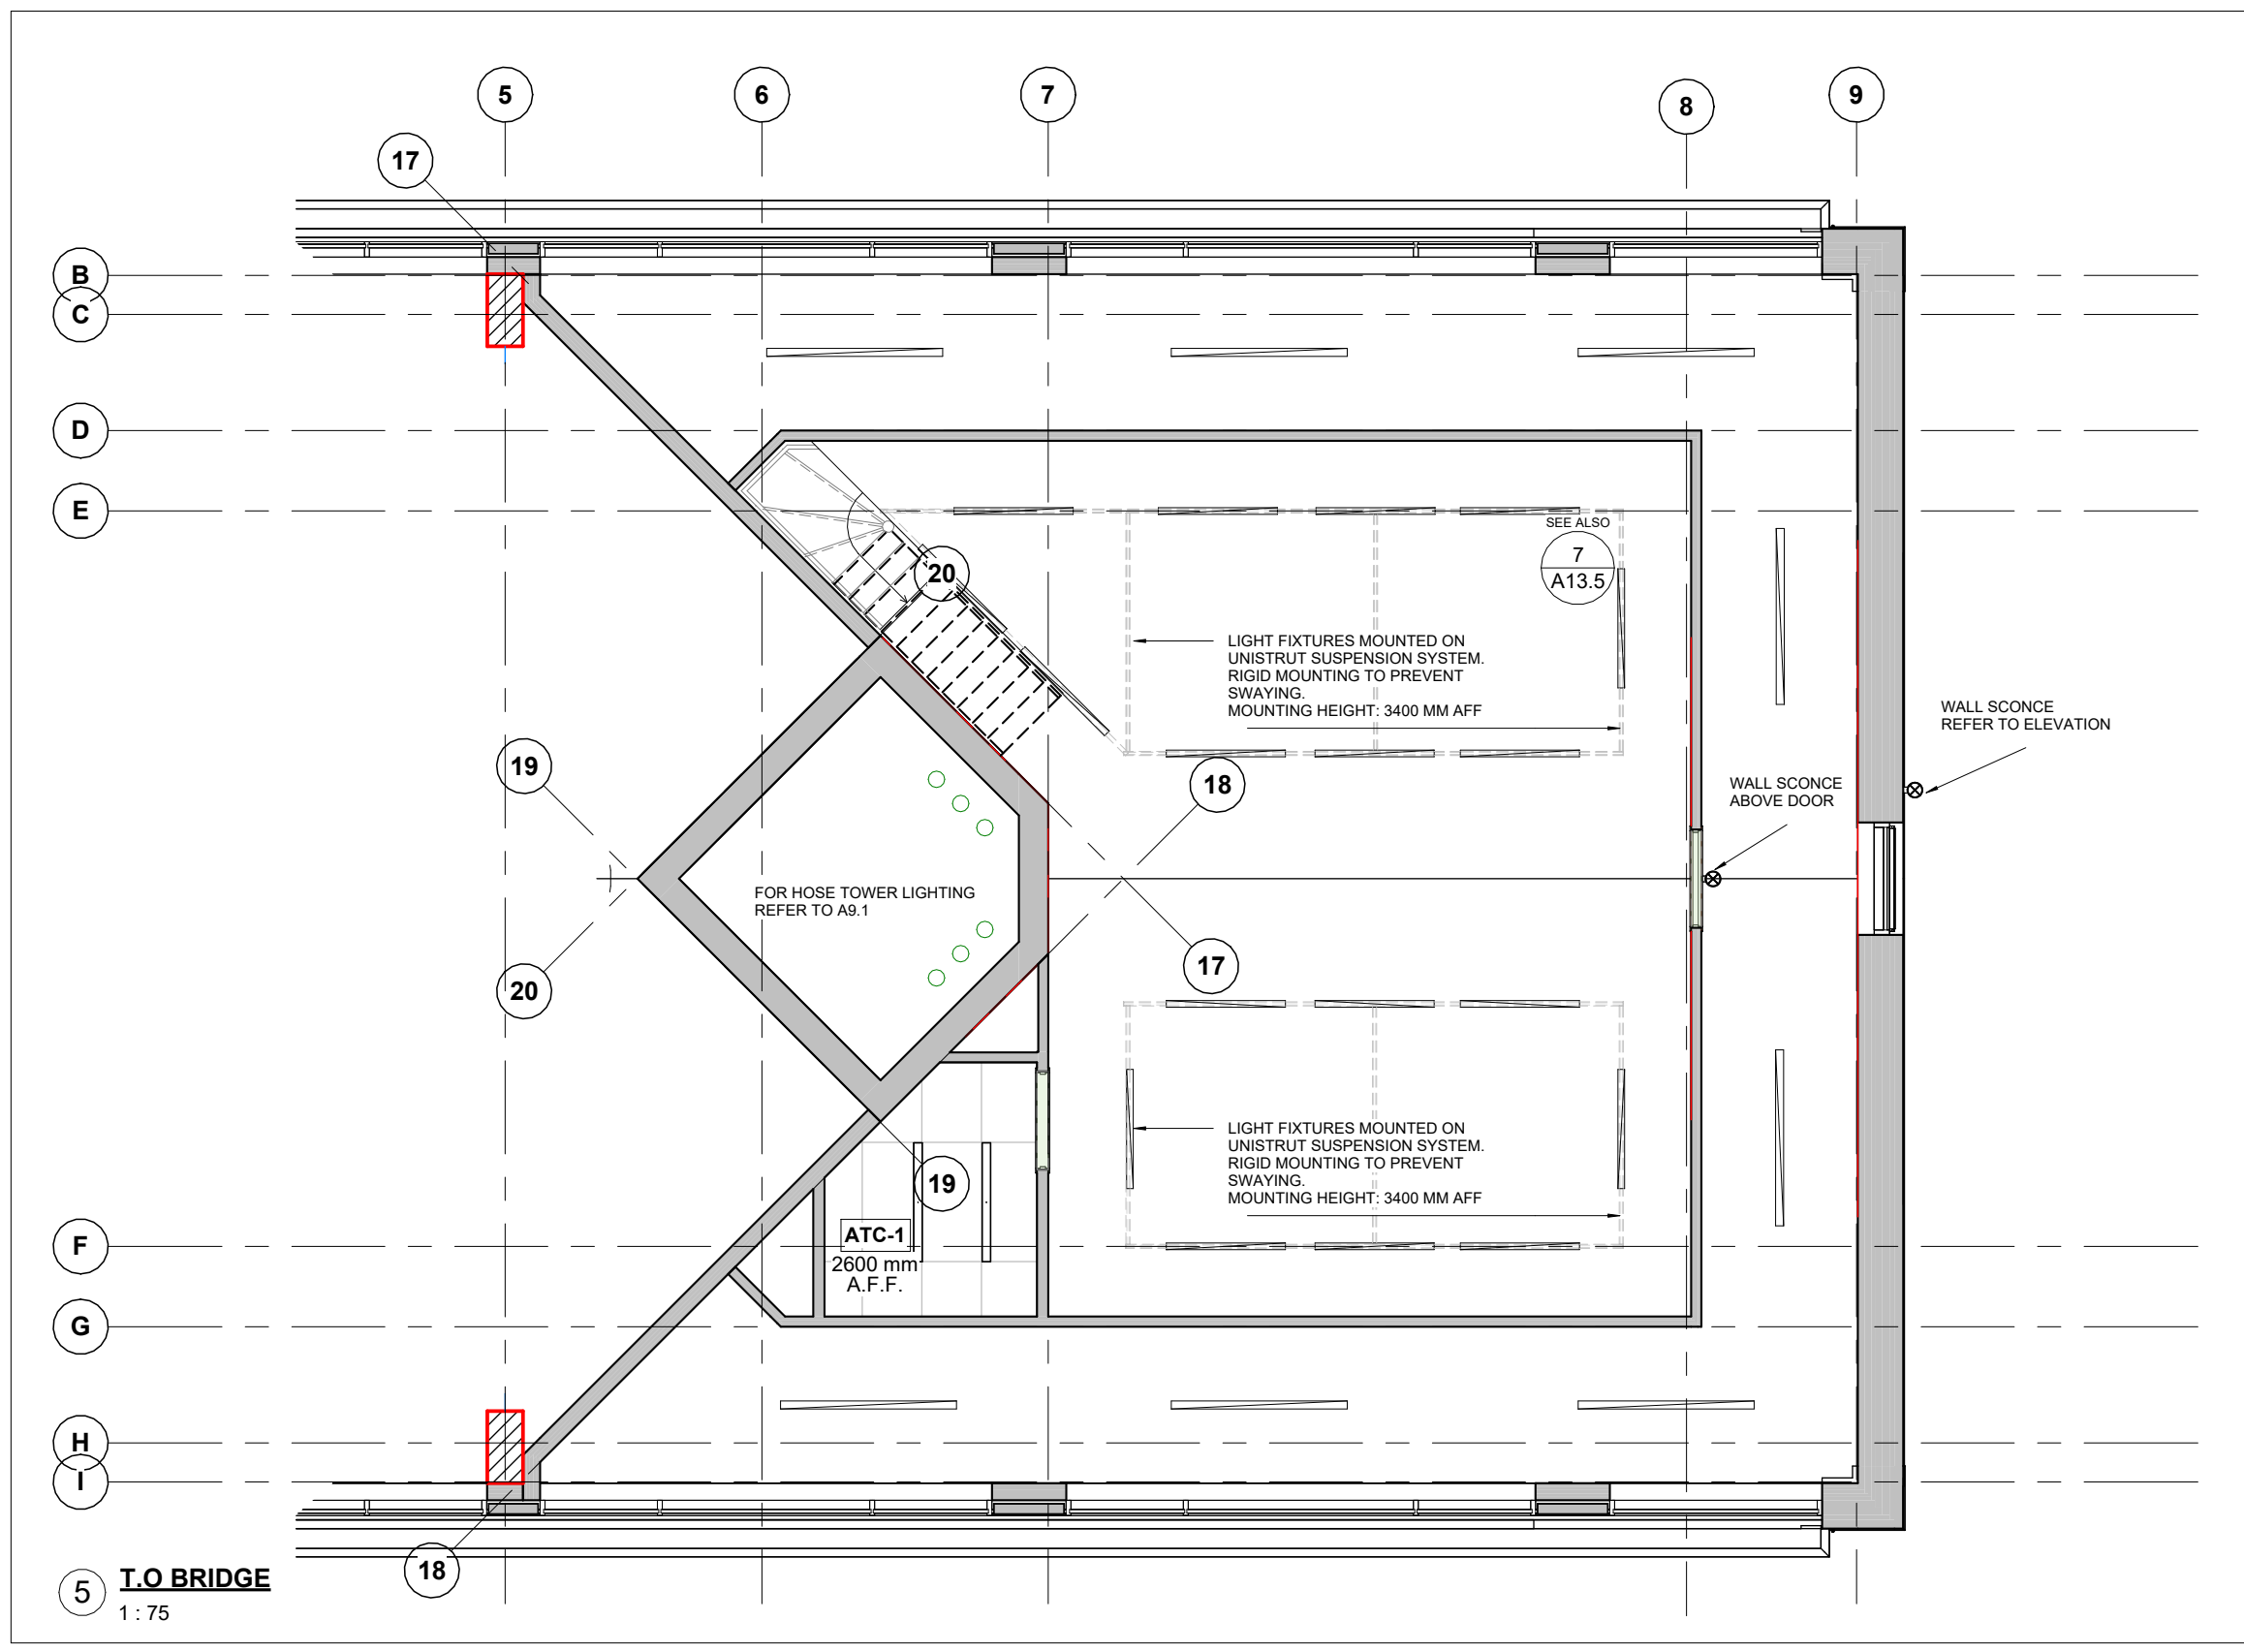 5
6
7
8
9
17
B
C
D
E
SEE ALSO
7
A13.5
20
LIGHT FIXTURES MOUNTED ON
UNISTRUT SUSPENSION SYSTEM.
RIGID MOUNTING TO PREVENT
SWAYING.
MOUNTING HEIGHT: 3400 MM AFF
WALL SCONCE
REFER TO ELEVATION
19
18
WALL SCONCE
ABOVE DOOR
FOR HOSE TOWER LIGHTING
REFER TO A9.1
20
17
LIGHT FIXTURES MOUNTED ON
UNISTRUT SUSPENSION SYSTEM.
RIGID MOUNTING TO PREVENT
SWAYING.
MOUNTING HEIGHT: 3400 MM AFF
19
ATC-1
2600 mm
A.F.F.
F
G
H
I
18
5
T.O BRIDGE
1 : 75